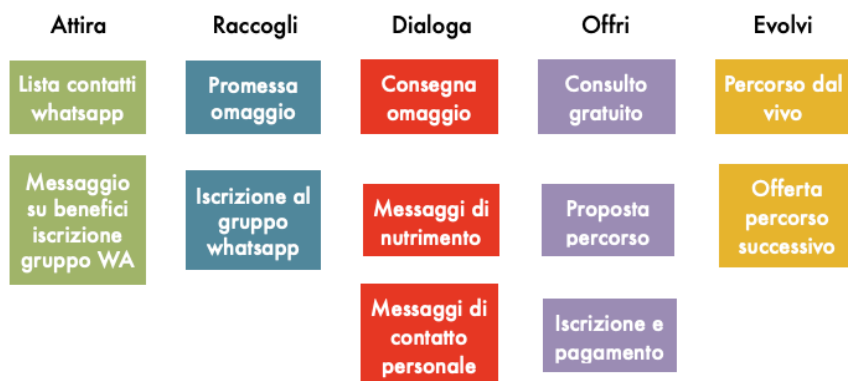 Attira
Raccogli
Dialoga
Offri
Evolvi
Lista contatti
whatsapp
Promessa
omaggio
Consegna
omaggio
Consulto
gratuito
Percorso dal
vivo
Messaggio
su benefici
iscrizione
gruppo WA
Iscrizione al
gruppo
whatsapp
Messaggi di
nutrimento
Proposta
percorso
Offerta
percorso
successivo
Messaggi di
contatto
personale
Iscrizione e
pagamento